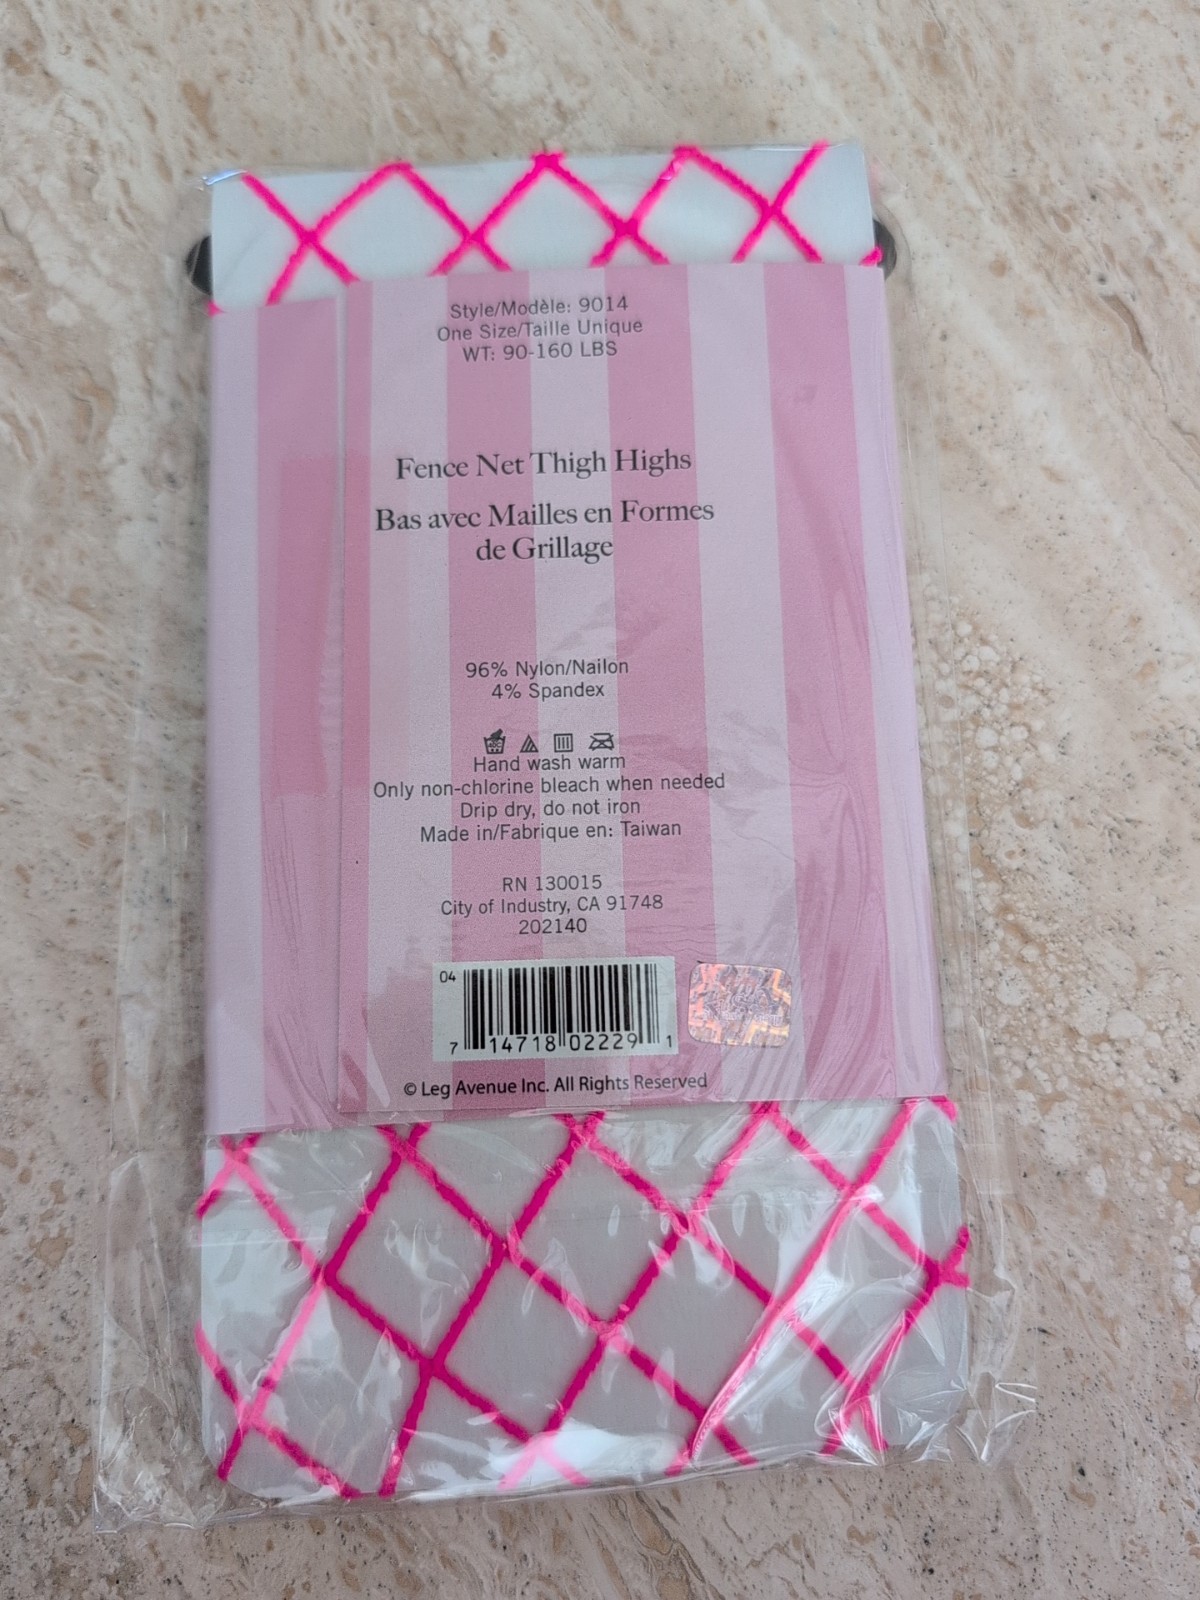 Style/Modèle: 9014
One Size/Taille Unique
WT: 90-160 LBS
Fence Net Thigh Highs
Bas avec Mailles en Formes
de Grillage
96% Nylon/Nailon
4% Spandex
Hand wash warm
Only non-chlorine bleach when needed
Drip dry, do not iron
Made in/Fabrique en: Taiwan
RN 130015
City of Industry, CA 91748
202140
04
7 14718 02229 1
© Leg Avenue Inc. All Rights Reserved